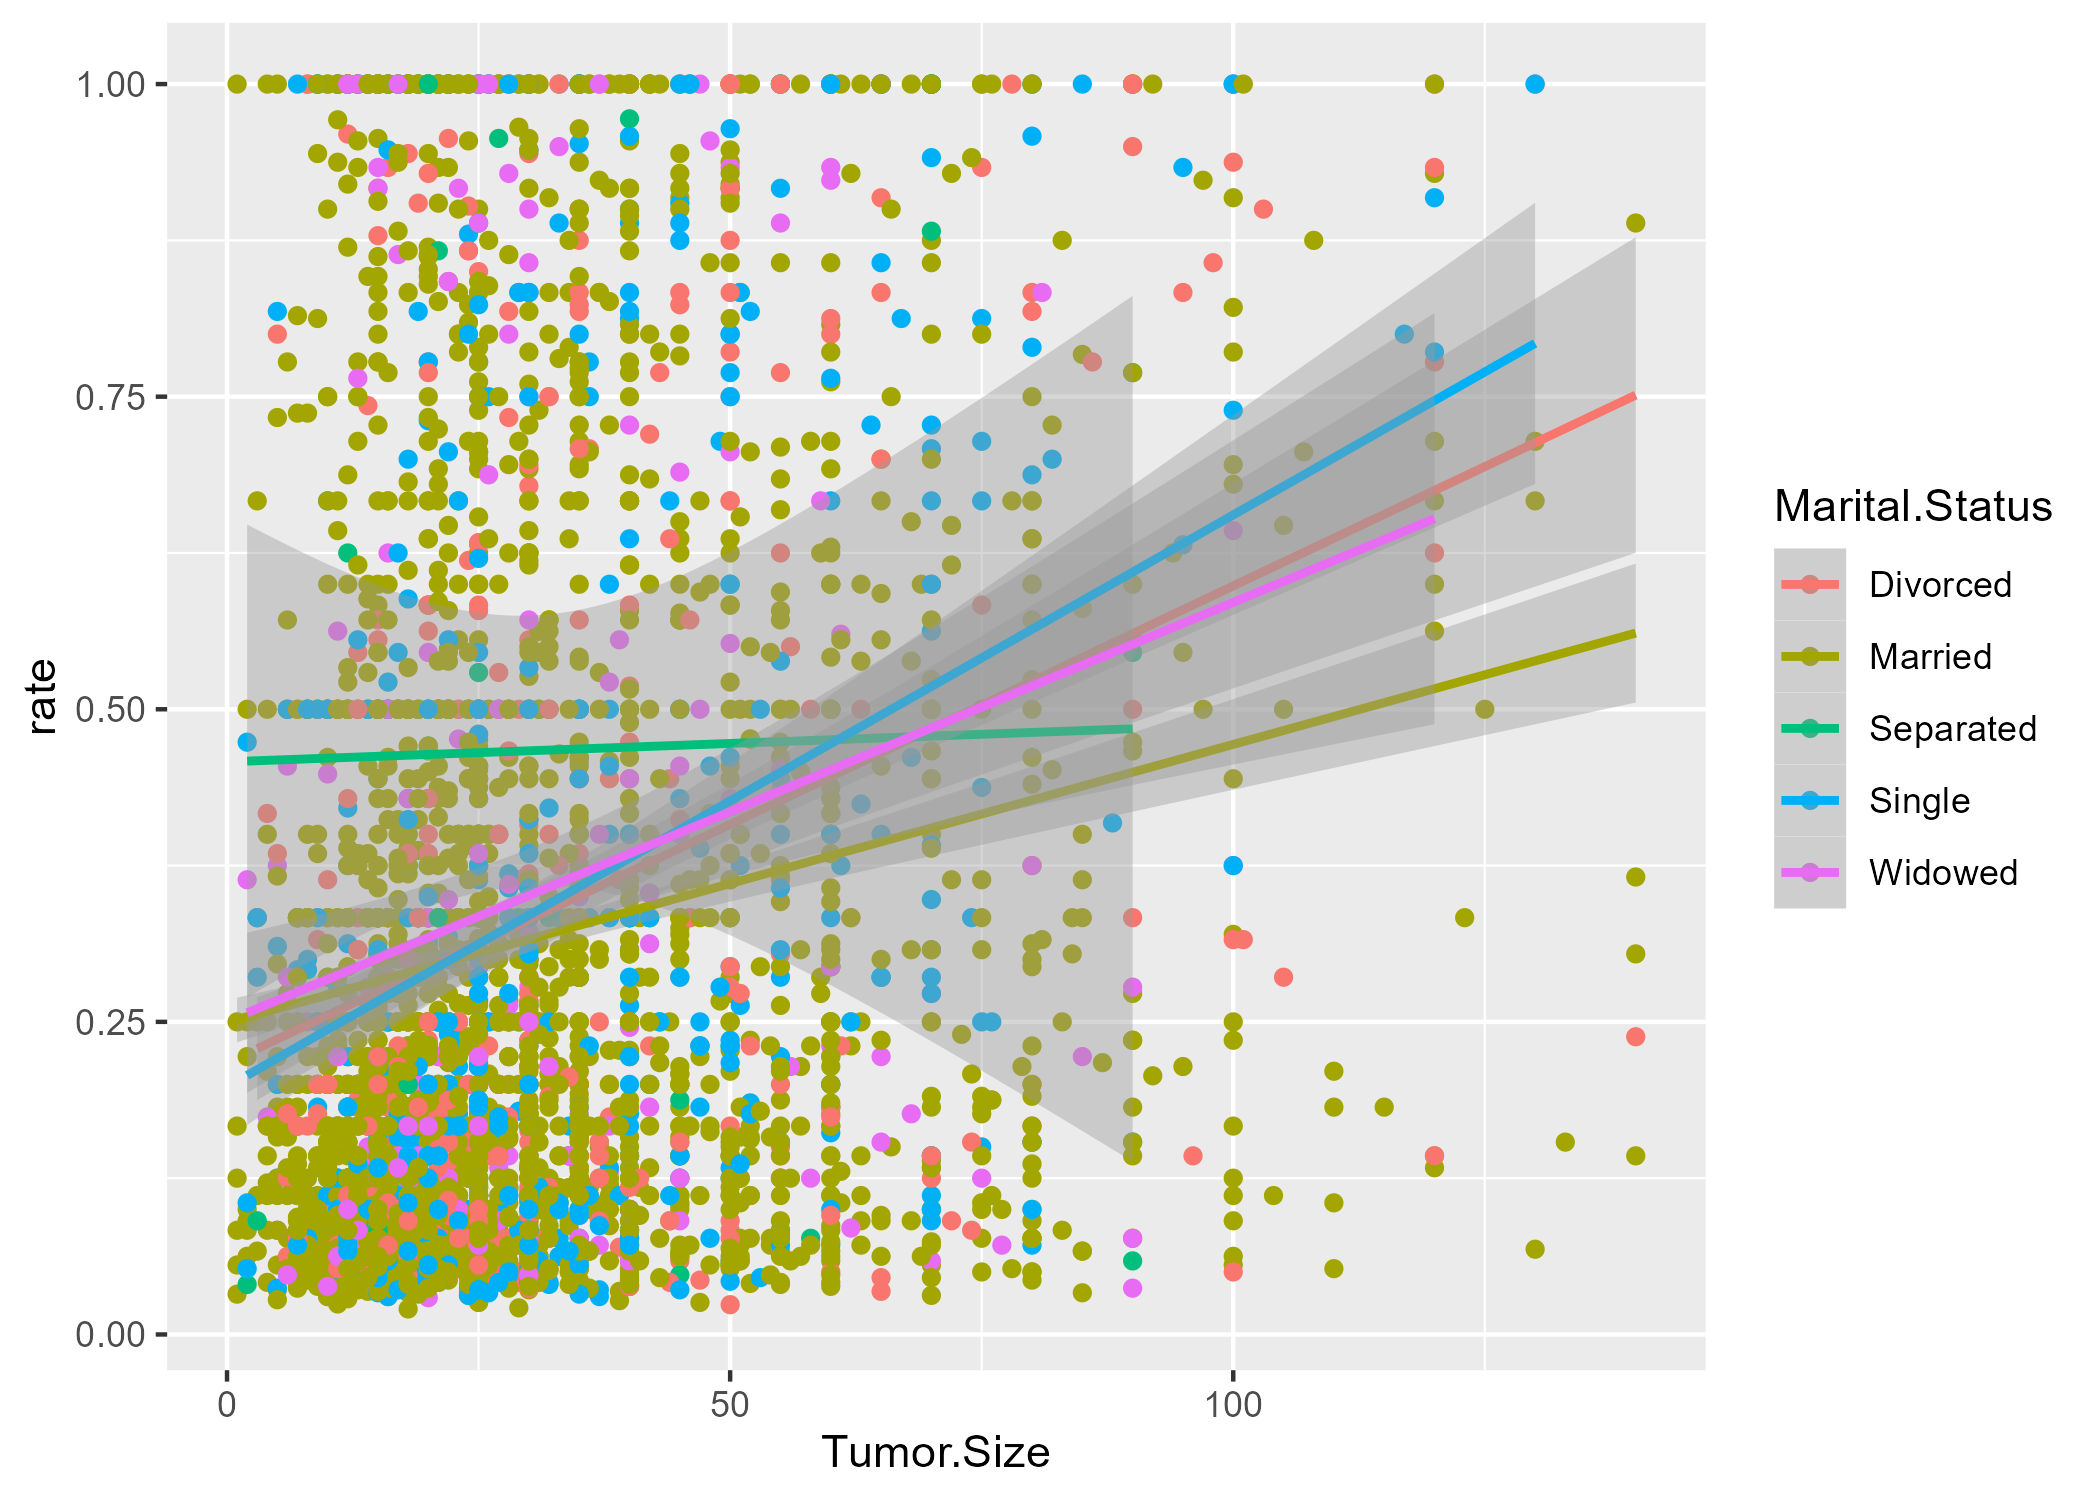 1.00
0.75
0.50
0.25
0.00
rate
0
50
100
Tumor.Size
Marital.Status
Divorced
Married
Separated
Single
Widowed